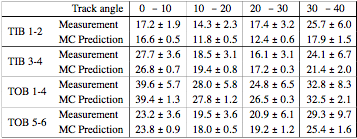 Track angle
0 – 10 10 – 20 20 – 30 30 – 40
TIB 1-2 Measurement 17.2 ± 1.9 14.3 ± 2.3 17.4 ± 3.2 25.7 ± 6.0
MC Prediction 16.6 ± 0.5 11.8 ± 0.5 12.4 ± 0.6 17.9 ± 1.5
TIB 3-4 Measurement 27.7 ± 3.6 18.5 ± 3.1 16.1 ± 3.1 24.1 ± 6.7
MC Prediction 26.8 ± 0.7 19.4 ± 0.8 17.2 ± 0.3 21.4 ± 2.0
TOB 1-4 Measurement 39.6 ± 5.7 28.0 ± 5.8 24.8 ± 6.5 32.8 ± 8.3
MC Prediction 39.4 ± 1.3 27.8 ± 1.2 26.5 ± 0.3 32.5 ± 2.1
TOB 5-6 Measurement 23.2 ± 3.6 19.5 ± 3.6 20.9 ± 6.1 29.3 ± 9.7
MC Prediction 23.8 ± 0.9 18.0 ± 0.5 19.2 ± 1.2 25.4 ± 1.6